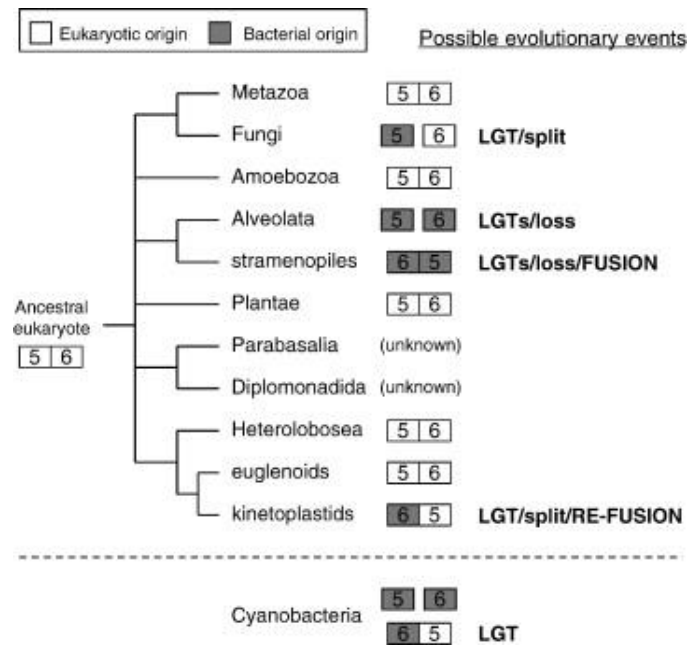 Eukaryotic origin Bacterial origin Possible evolutionary events
Metazoa 5 6
Fungi 5 6 LGT/split
Amoebozoa 5 6
Alveolata 5 6 LGTs/loss
stramenopiles 6 5 LGTs/loss/FUSION
Ancestral
eukaryote
5 6
Plantae 5 6
Parabasalia (unknown)
Diplomonadida (unknown)
Heterolobosea 5 6
euglenoids 5 6
kinetoplastids 6 5 LGT/split/RE-FUSION
Cyanobacteria 5 6
6 5 LGT